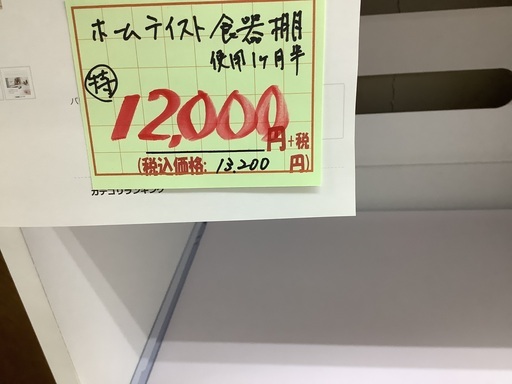 ホームテイスト食器棚
使用1ヶ月半
特
12,000円+税
(税込価格: 13,200 円)
カテゴリランキング